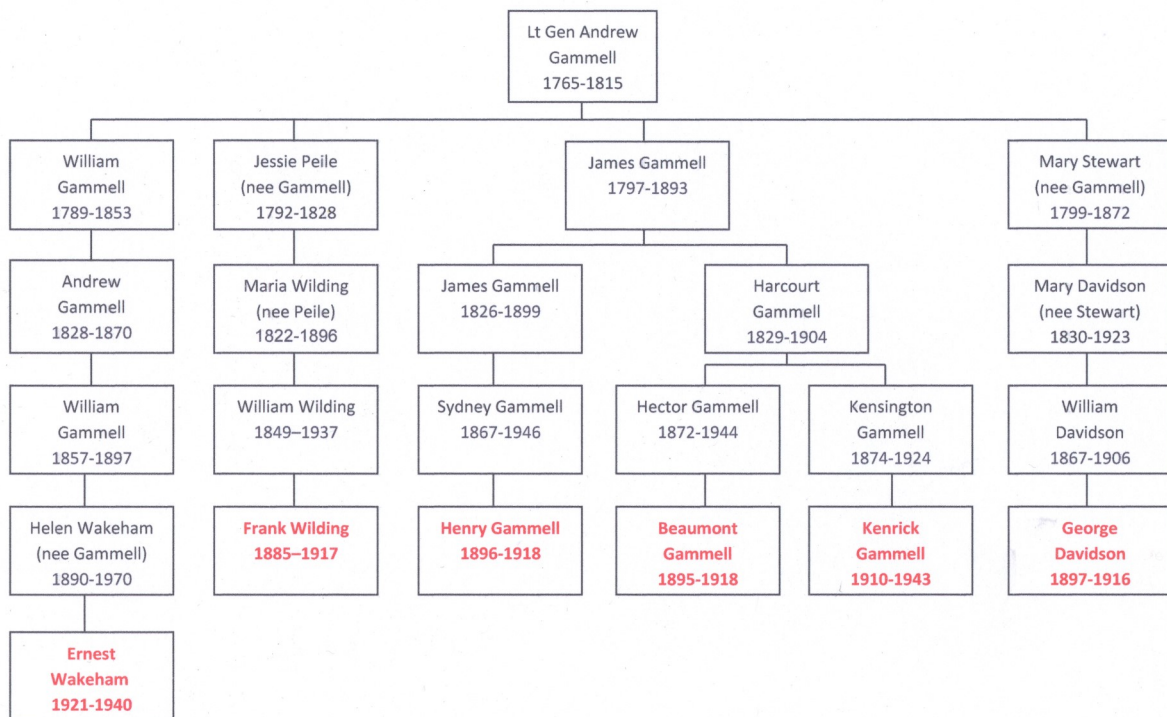 Lt Gen Andrew
Gammell
1765-1815
William
Gammell
1789-1853
Jessie Peile
(nee Gammell)
1792-1828
James Gammell
1797-1893
Mary Stewart
(nee Gammell)
1799-1872
Andrew
Gammell
1828-1870
Maria Wilding
(nee Peile)
1822-1896
James Gammell
1826-1899
Harcourt
Gammell
1829-1904
Mary Davidson
(nee Stewart)
1830-1923
William
Gammell
1857-1897
William Wilding
1849–1937
Sydney Gammell
1867-1946
Hector Gammell
1872-1944
Kensington
Gammell
1874-1924
William
Davidson
1867-1906
Helen Wakeham
(nee Gammell)
1890-1970
Frank Wilding
1885–1917
Henry Gammell
1896-1918
Beaumont
Gammell
1895-1918
Kenrick
Gammell
1910-1943
George
Davidson
1897-1916
Ernest
Wakeham
1921-1940